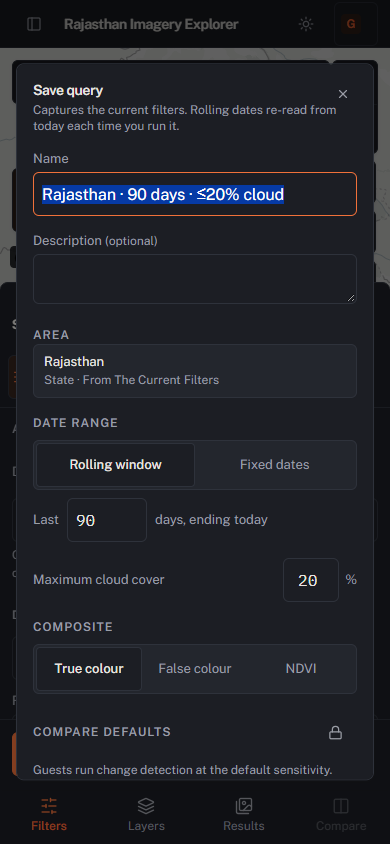 Rajasthan Imagery Explorer
G
Save query
Captures the current filters. Rolling dates re-read from
today each time you run it.
Name
Rajasthan · 90 days · ≤20% cloud
Description (optional)
AREA
Rajasthan
State · From The Current Filters
DATE RANGE
Rolling window
Fixed dates
Last 90 days, ending today
Maximum cloud cover 20 %
COMPOSITE
True colour
False colour
NDVI
COMPARE DEFAULTS
Guests run change detection at the default sensitivity.
Filters
Layers
Results
Compare